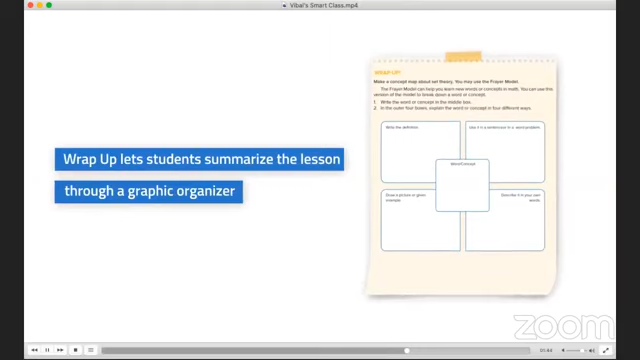 Vibal's Smart Class.mp4
WRAP UP!
Make a concept map about set theory. You may use the Frayer Model.
The Frayer Model can help you learn new words or concepts in math. You can use this
version of the model to break down a word or concept.
1. Write the word or concept in the middle box.
2. In the outer four boxes, explain the word or concept in four different ways.
Write the definition.
Use it in a sentence or in a word problem.
Word/Concept
Draw a picture or given
example.
Describe it in your own
words.
Wrap Up lets students summarize the lesson
through a graphic organizer
zoom
01:44